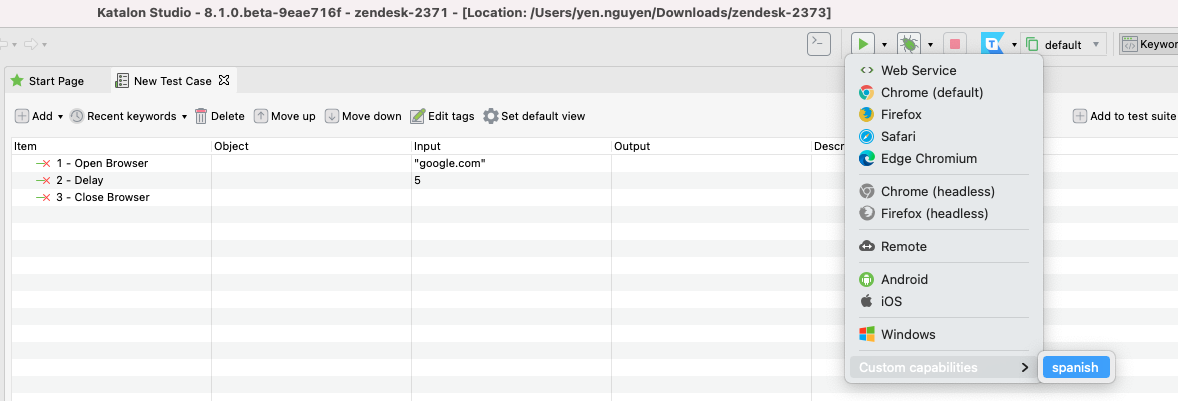 Katalon Studio - 8.1.0.beta-9eae716f - zendesk-2371 - [Location: /Users/yen.nguyen/Downloads/zendesk-2373]
default
Keywor
Start Page
New Test Case
Add
Recent keywords
Delete
Move up
Move down
Edit tags
Set default view
Add to test suite
Item Object Input Output Descr
1 - Open Browser "google.com"
2 - Delay 5
3 - Close Browser
Web Service
Chrome (default)
Firefox
Safari
Edge Chromium
Chrome (headless)
Firefox (headless)
Remote
Android
iOS
Windows
Custom capabilities
spanish